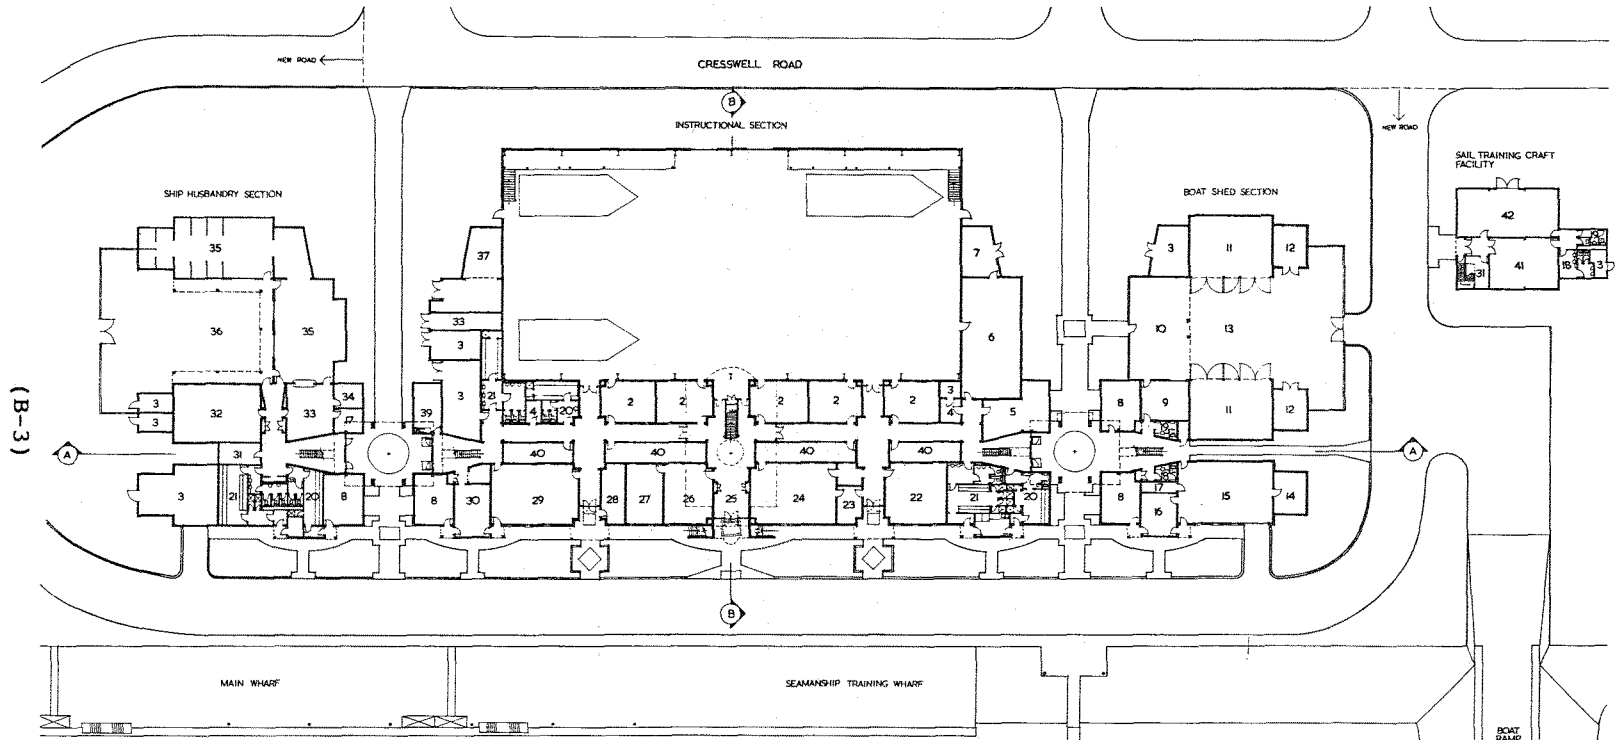 CRESSWELL ROAD
NEW ROAD
B
INSTRUCTIONAL SECTION
NEW ROAD
SAIL TRAINING CRAFT
FACILITY
SHIP HUSBANDRY SECTION
BOAT SHED SECTION
42
19
35 37 7 3 11 12
31 41 18 3
36 35 33 3 6 10 13
(B-3)
3 3 32 33 34 17 39 3 21 4 20 2 2 1 2 2 2 3 4 5 8 9 11 12
19
A 31 40 40 40 40 A
3 21 20 8 8 30 29 28 27 26 25 24 23 22 21 20 8 17 16 15 14
B
MAIN WHARF
SEAMANSHIP TRAINING WHARF
BOAT
RAMP